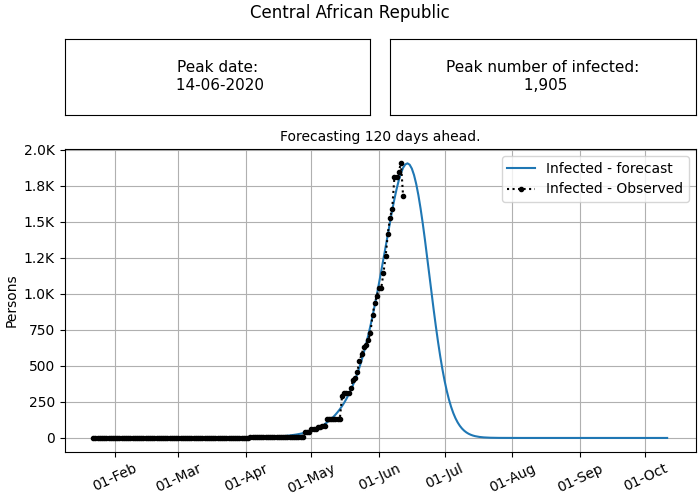 Central African Republic
Peak date:
14-06-2020
Peak number of infected:
1,905
Forecasting 120 days ahead.
Infected - forecast
Infected - Observed
Persons
2.0K
1.8K
1.5K
1.2K
1.0K
750
500
250
0
01-Feb
01-Mar
01-Apr
01-May
01-Jun
01-Jul
01-Aug
01-Sep
01-Oct